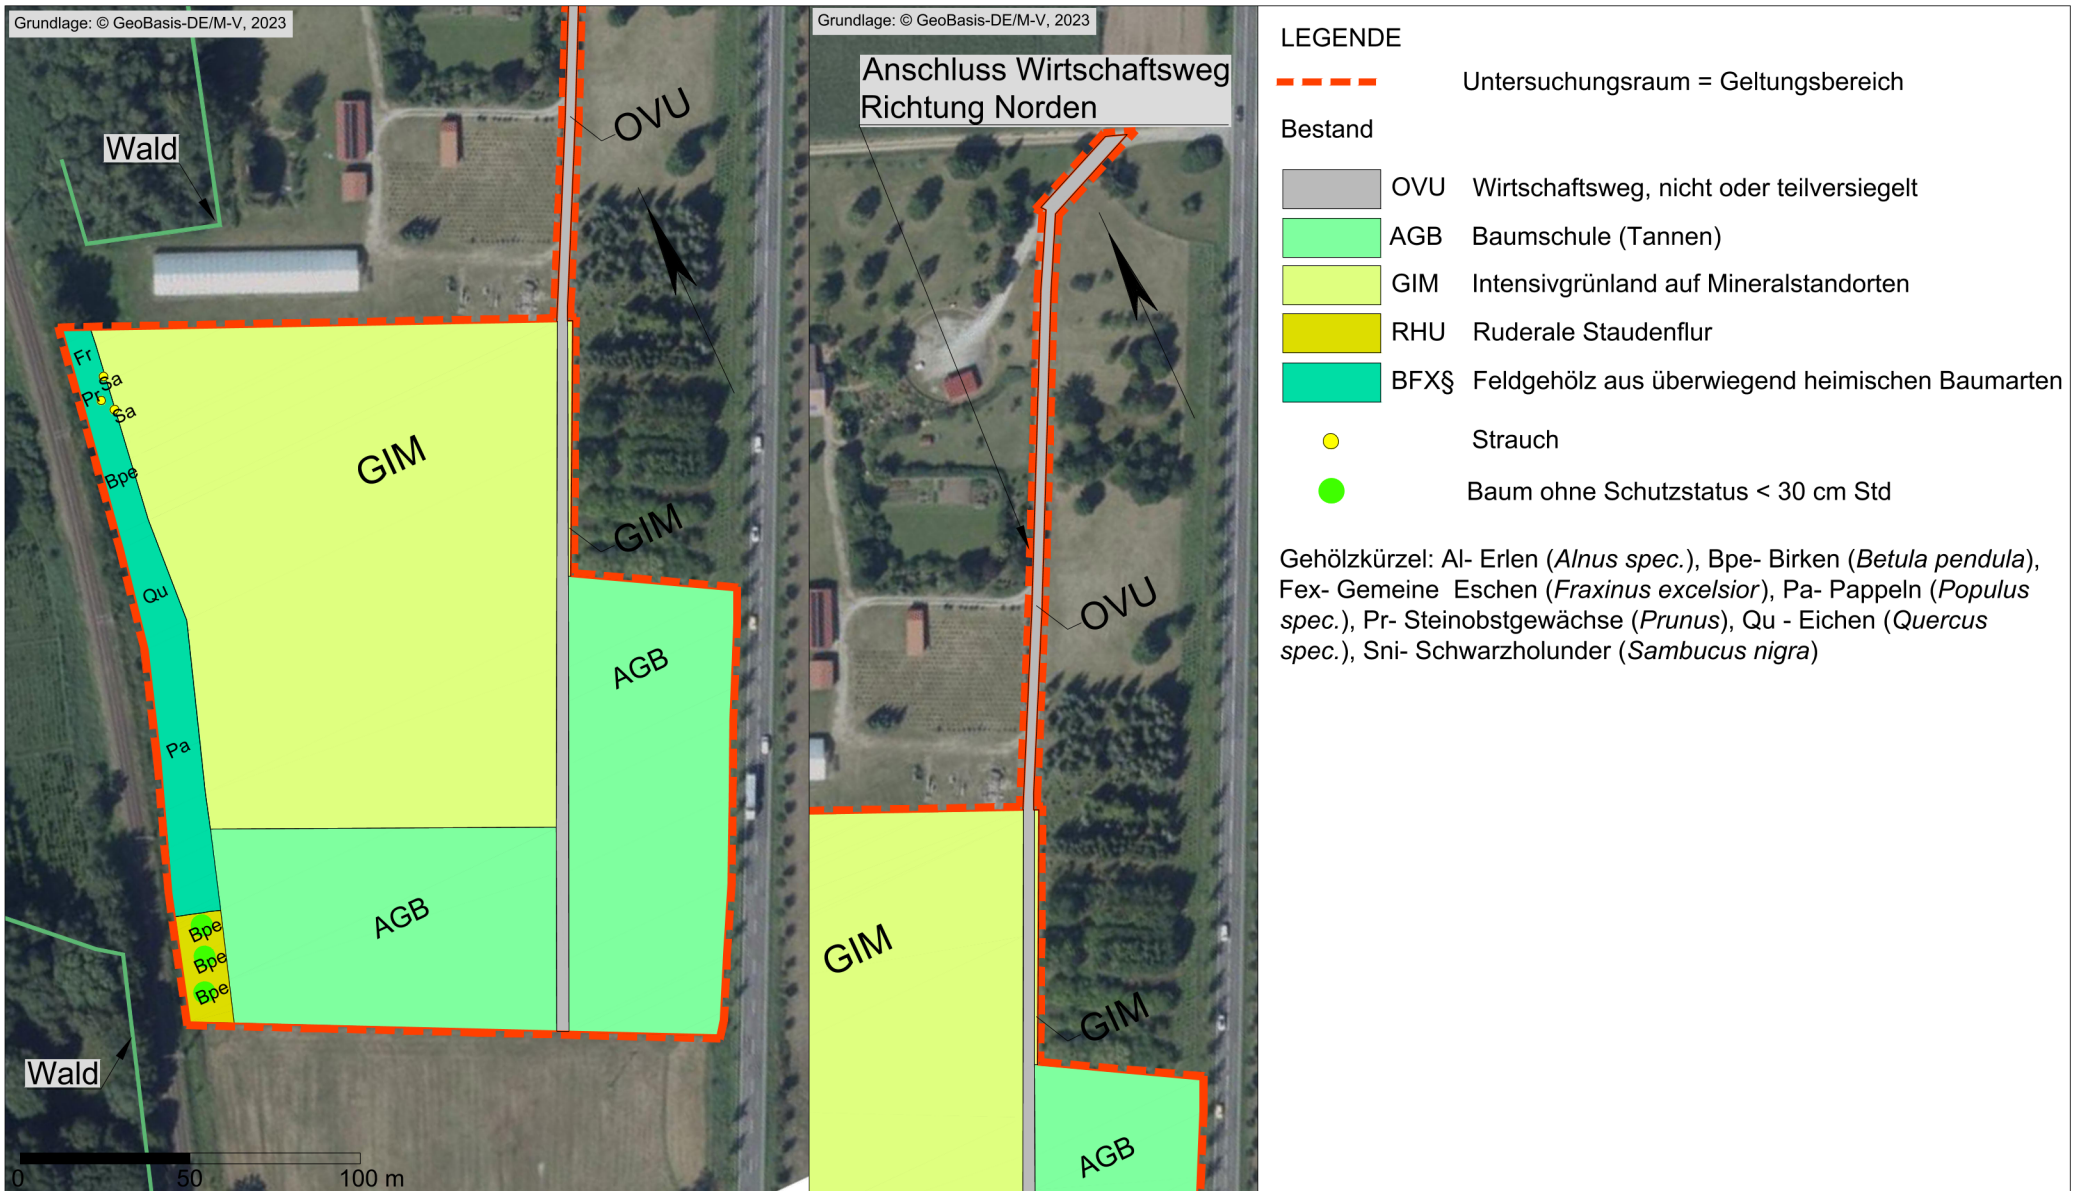 Grundlage: © GeoBasis-DE/M-V, 2023
Wald
OVU
Fr
Sa
Pr
Sa
Bpe
GIM
GIM
Qu
AGB
Pa
AGB
Bpe
Bpe
Bpe
Wald
0 50 100 m
Grundlage: © GeoBasis-DE/M-V, 2023
Anschluss Wirtschaftsweg
Richtung Norden
OVU
GIM
GIM
AGB
LEGENDE
Untersuchungsraum = Geltungsbereich
Bestand
OVU Wirtschaftsweg, nicht oder teilversiegelt
AGB Baumschule (Tannen)
GIM Intensivgrünland auf Mineralstandorten
RHU Ruderale Staudenflur
BFX§ Feldgehölz aus überwiegend heimischen Baumarten
Strauch
Baum ohne Schutzstatus < 30 cm Std
Gehölzkürzel: Al- Erlen (Alnus spec.), Bpe- Birken (Betula pendula),
Fex- Gemeine Eschen (Fraxinus excelsior), Pa- Pappeln (Populus
spec.), Pr- Steinobstgewächse (Prunus), Qu - Eichen (Quercus
spec.), Sni- Schwarzholunder (Sambucus nigra)